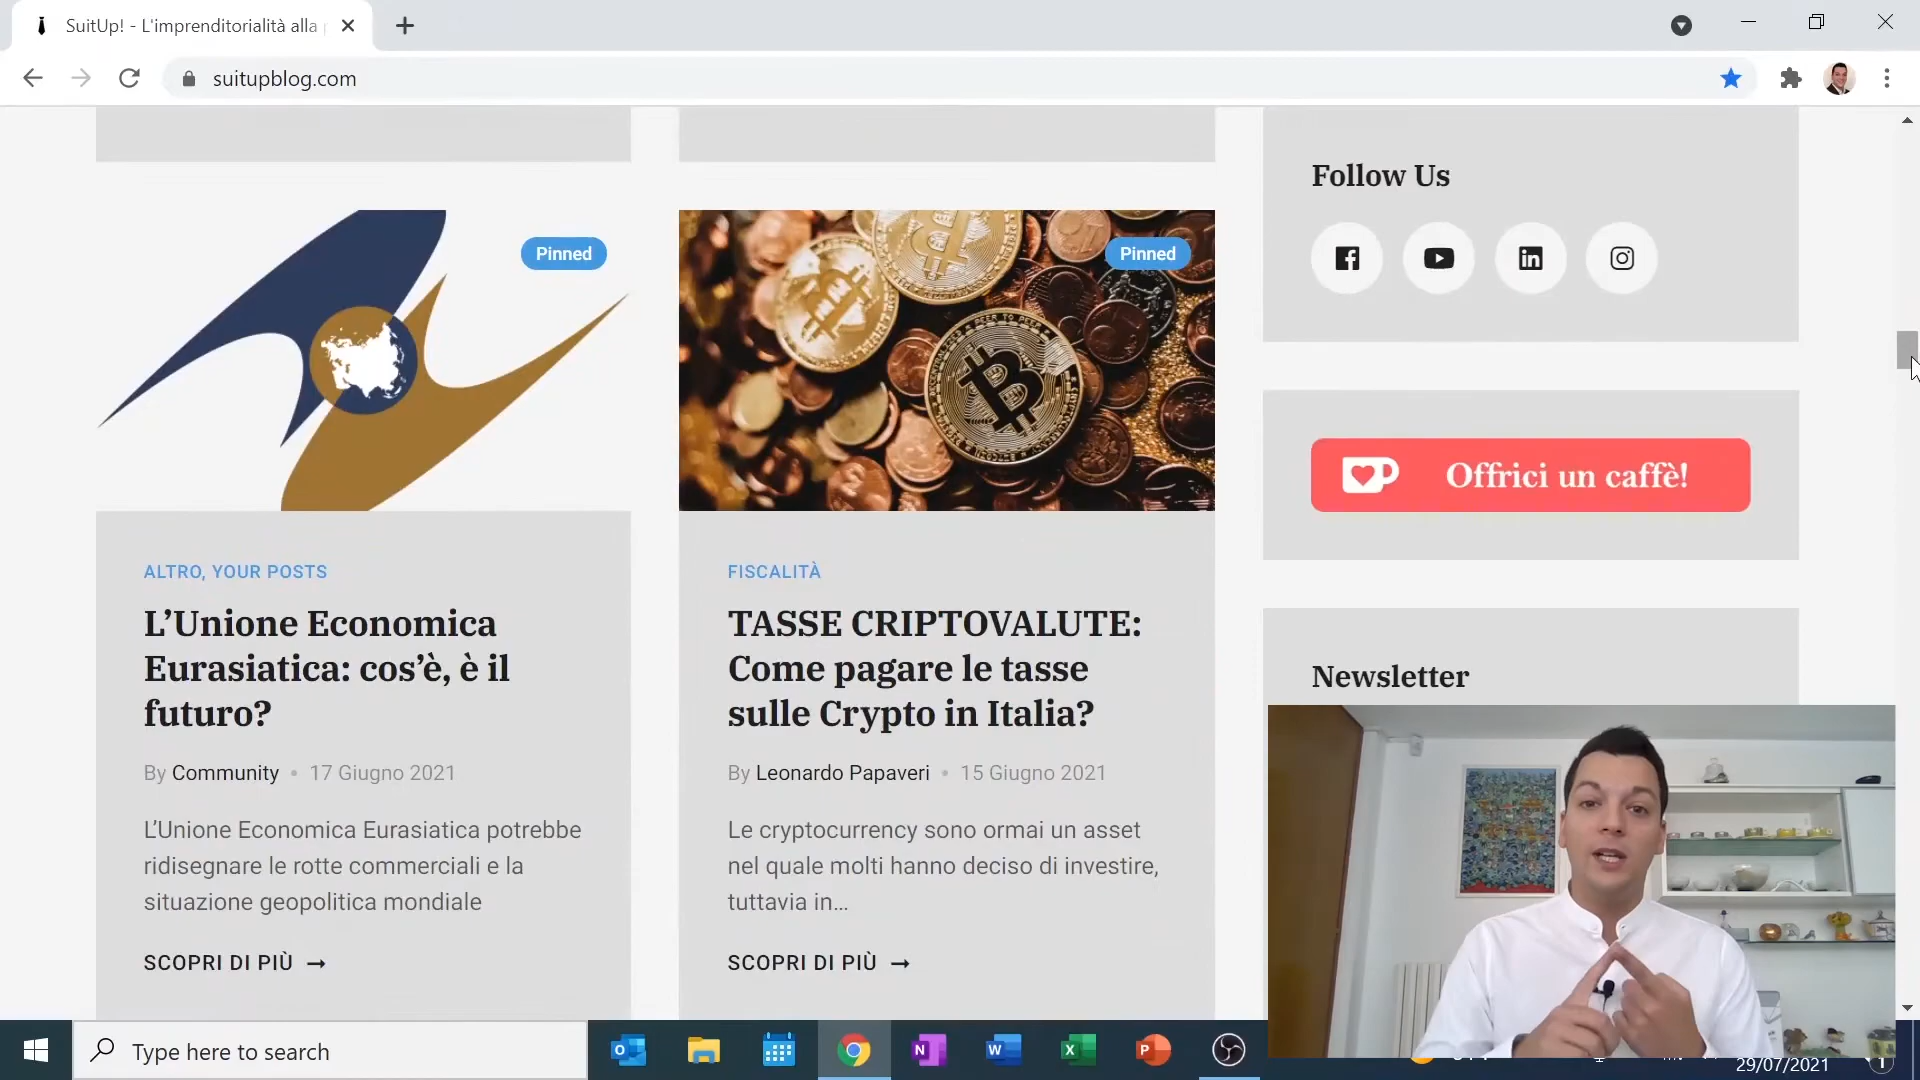 SuitUp! - L'imprenditorialità alla
suitupblog.com
Pinned
Pinned
ALTRO, YOUR POSTS
L’Unione Economica
Eurasiatica: cos’è, è il
futuro?
By Community • 17 Giugno 2021
L’Unione Economica Eurasiatica potrebbe
ridisegnare le rotte commerciali e la
situazione geopolitica mondiale
SCOPRI DI PIÙ →
FISCALITÀ
TASSE CRIPTOVALUTE:
Come pagare le tasse
sulle Crypto in Italia?
By Leonardo Papaveri • 15 Giugno 2021
Le cryptocurrency sono ormai un asset
nel quale molti hanno deciso di investire,
tuttavia in…
SCOPRI DI PIÙ →
Follow Us
Offrici un caffè!
Newsletter
Type here to search
29/07/2021
1